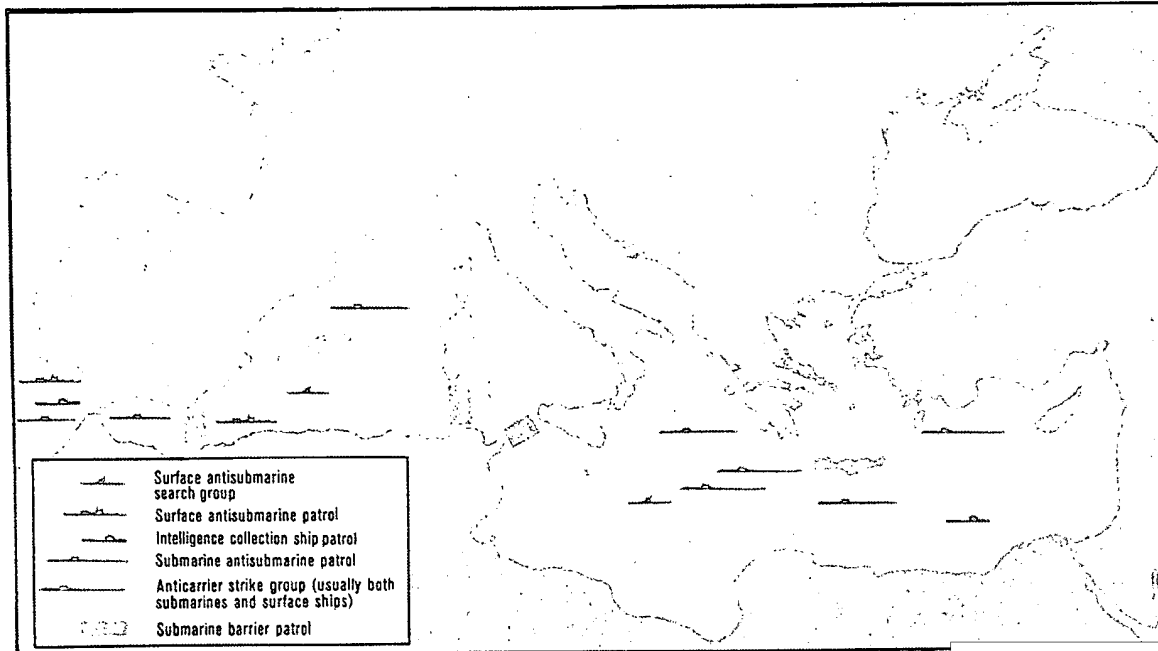 Surface antisubmarine
search group
Surface antisubmarine patrol
Intelligence collection ship patrol
Submarine antisubmarine patrol
Anticarrier strike group (usually both
submarines and surface ships)
Submarine barrier patrol